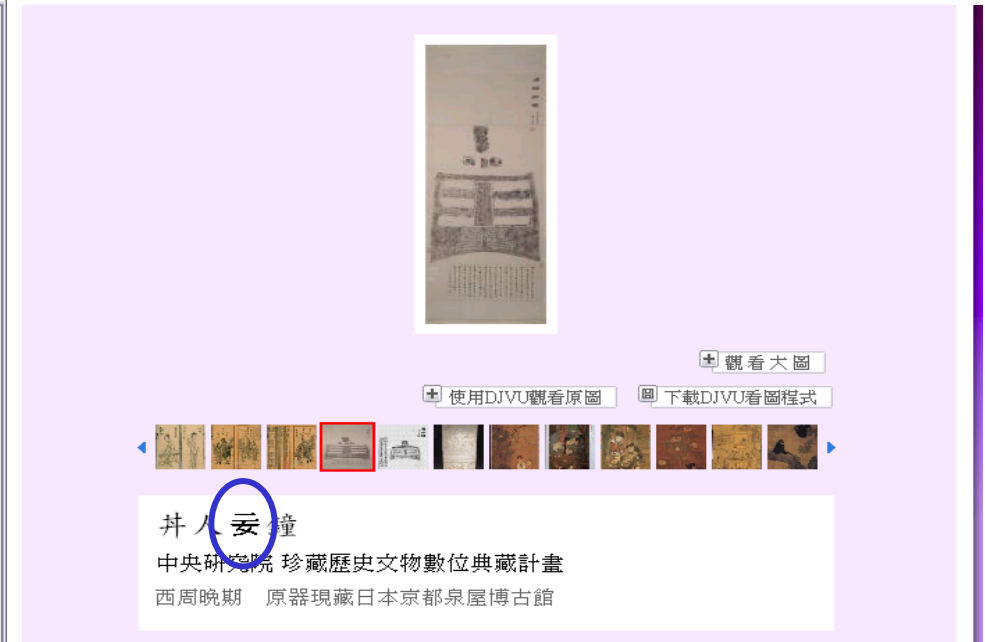 觀看大圖
使用DJVU觀看原圖 下載DJVU看圖程式
丼人 鐘
中央研究院 珍藏歷史文物數位典藏計畫
西周晚期 原器現藏日本京都泉屋博古館